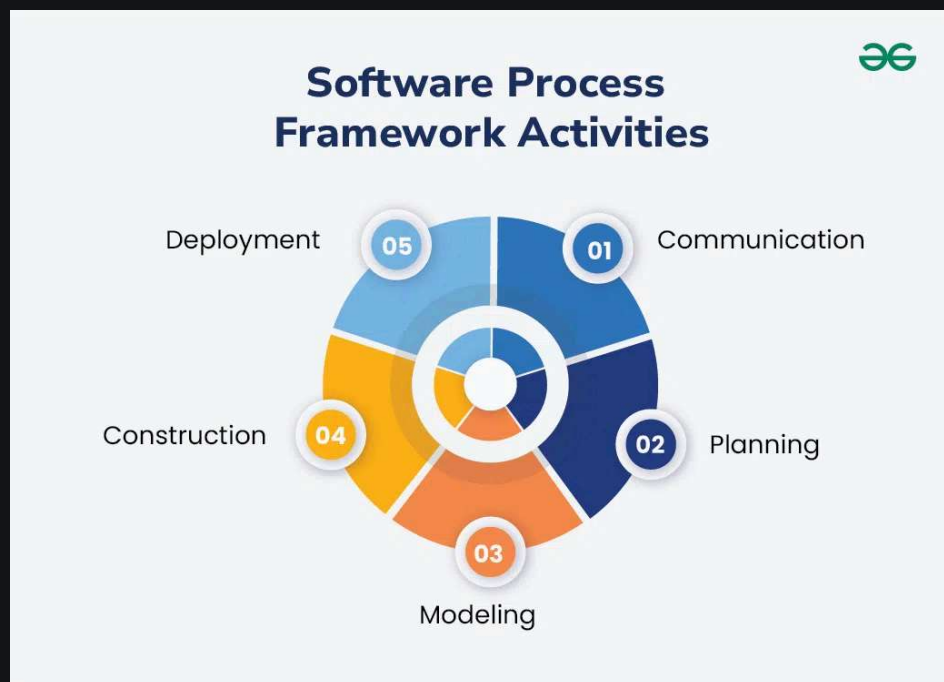 Software Process
Framework Activities
05
Deployment
01
Communication
04
Construction
02
Planning
03
Modeling